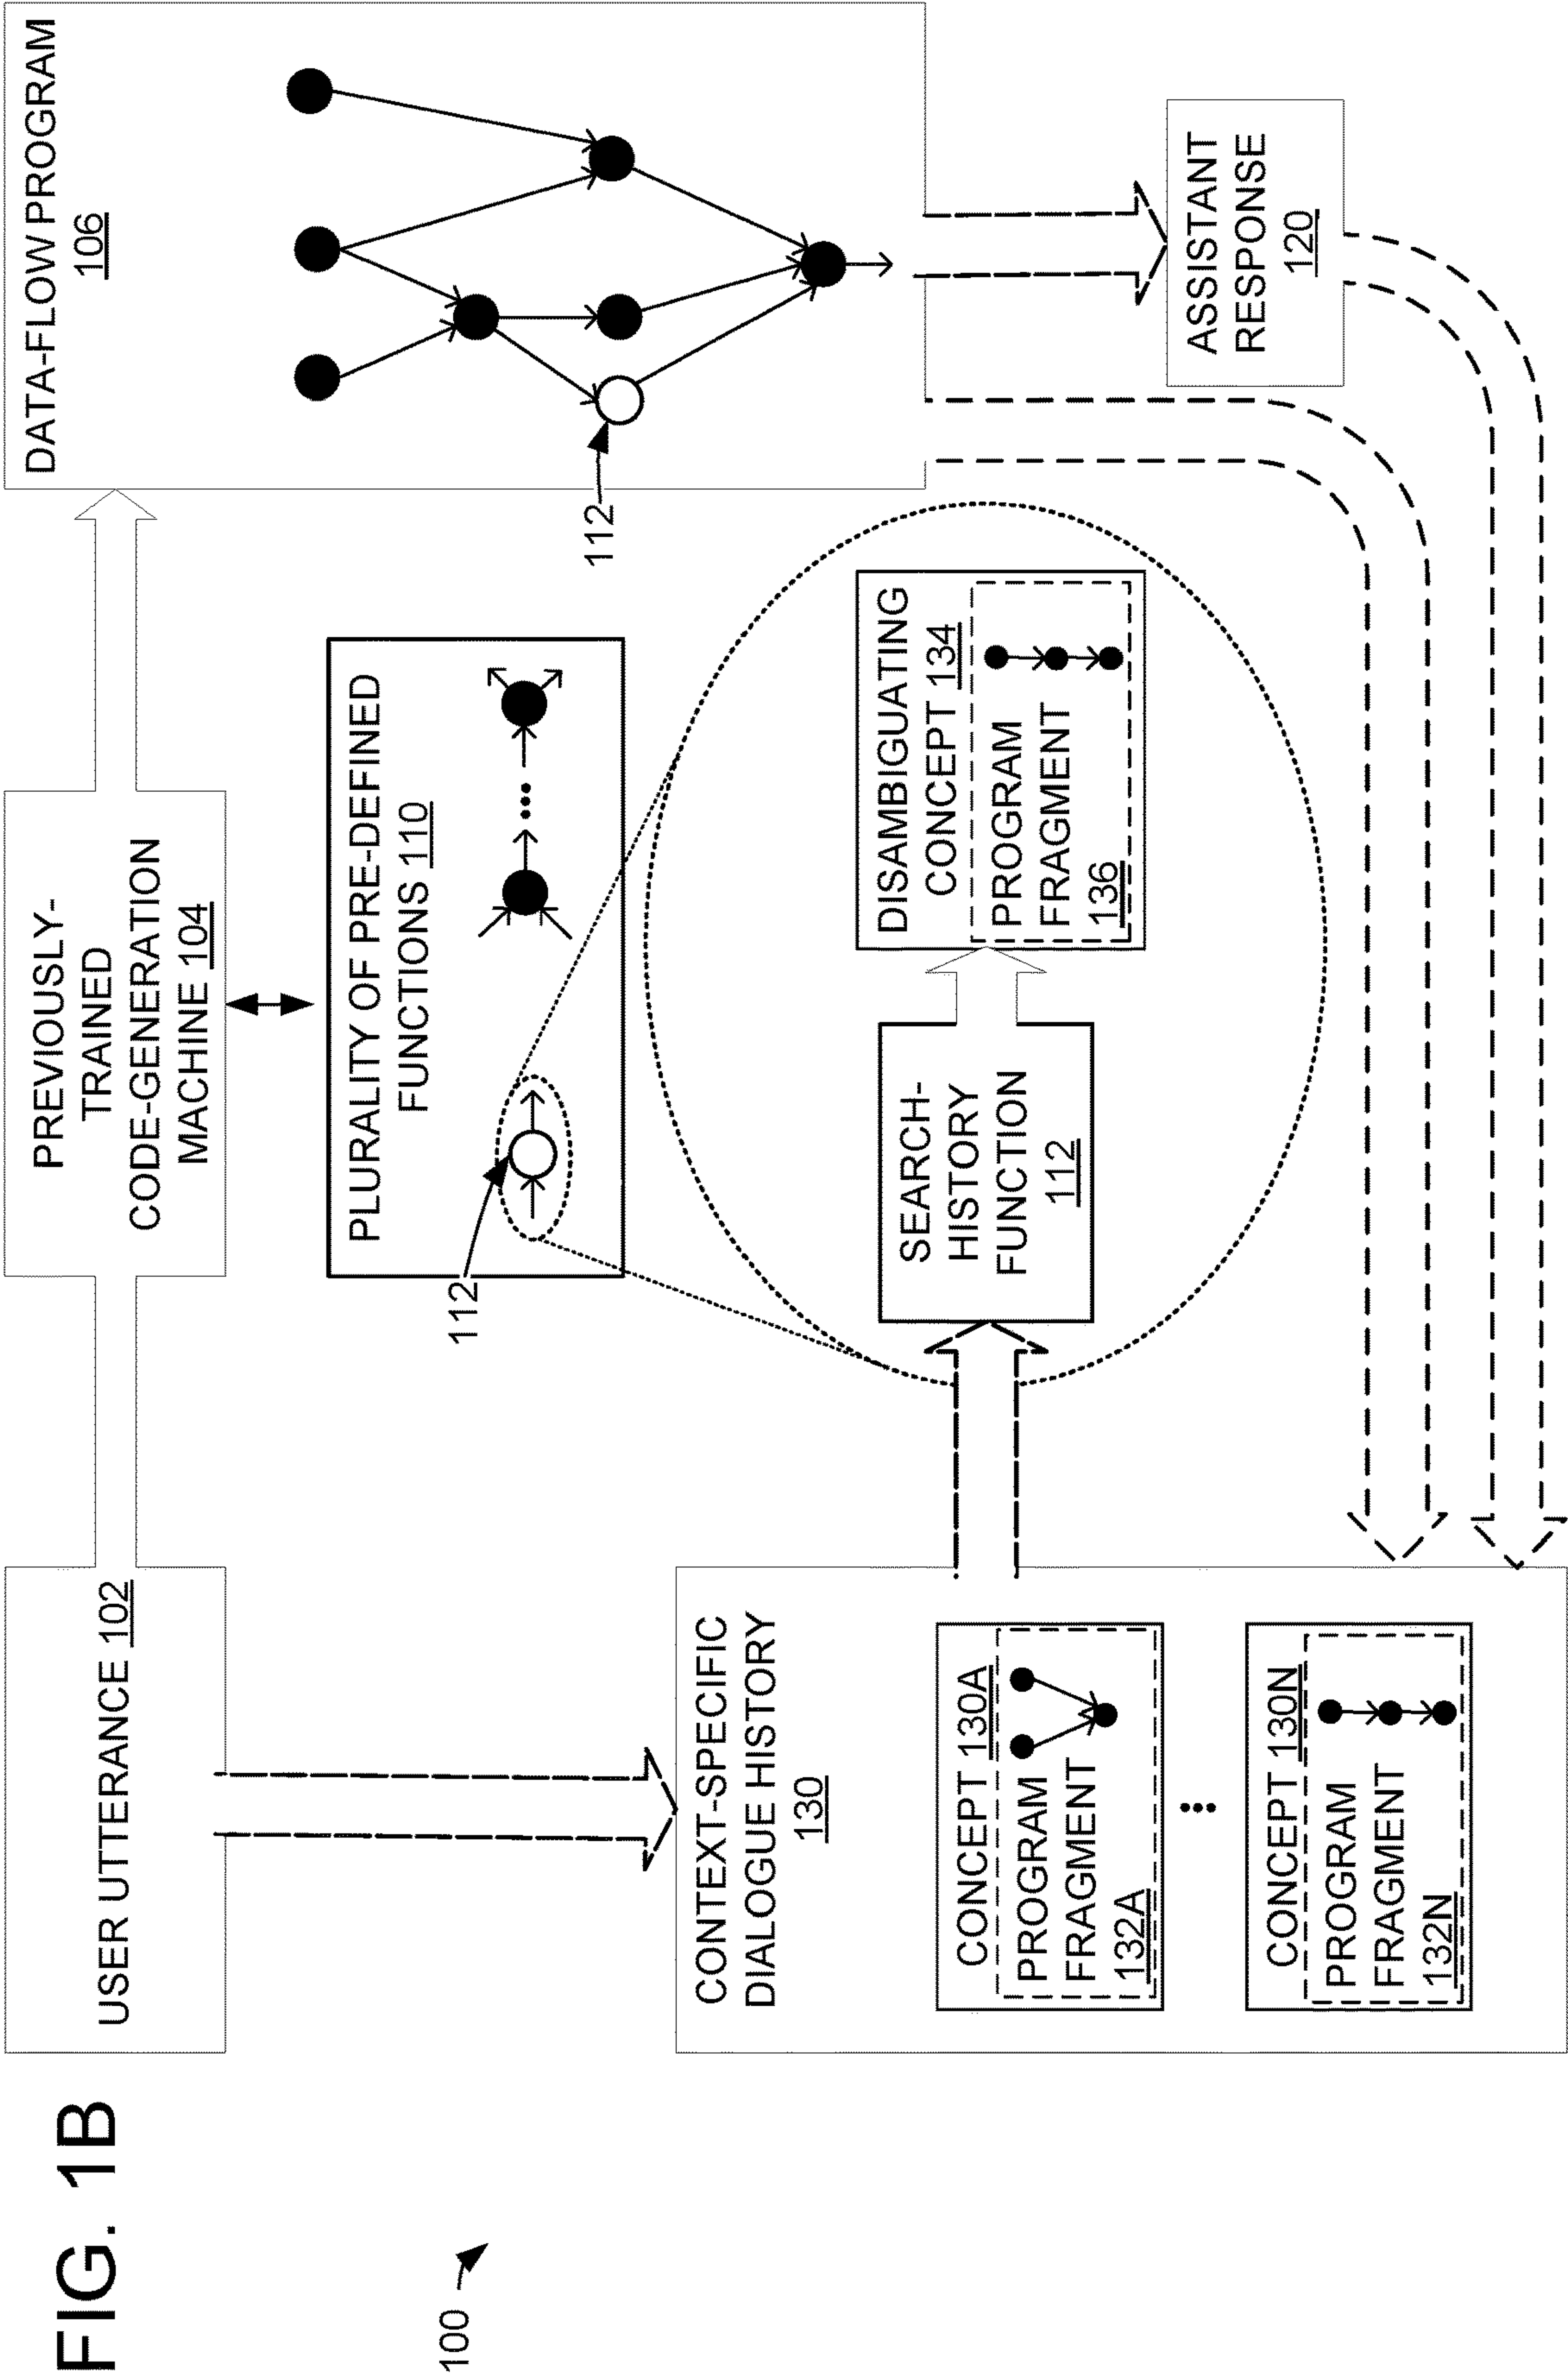 FIG. 1B
100
USER UTTERANCE 102
PREVIOUSLY-
TRAINED
CODE-GENERATION
MACHINE 104
DATA-FLOW PROGRAM
106
PLURALITY OF PRE-DEFINED
FUNCTIONS 110
112
112
CONTEXT-SPECIFIC
DIALOGUE HISTORY
130
CONCEPT 130A
PROGRAM
FRAGMENT
132A
CONCEPT 130N
PROGRAM
FRAGMENT
132N
SEARCH-
HISTORY
FUNCTION
112
DISAMBIGUATING
CONCEPT 134
PROGRAM
FRAGMENT
136
ASSISTANT
RESPONSE
120